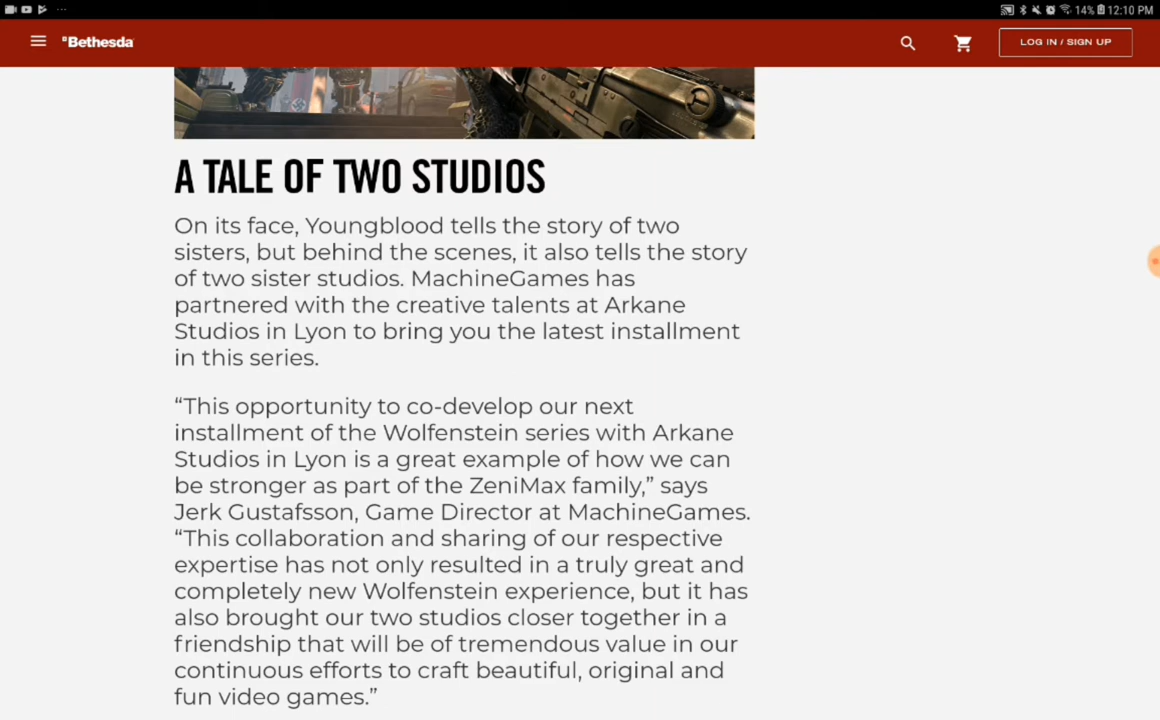 14% 12:10 PM
Bethesda
LOG IN / SIGN UP
A TALE OF TWO STUDIOS
On its face, Youngblood tells the story of two
sisters, but behind the scenes, it also tells the story
of two sister studios. MachineGames has
partnered with the creative talents at Arkane
Studios in Lyon to bring you the latest installment
in this series.
“This opportunity to co-develop our next
installment of the Wolfenstein series with Arkane
Studios in Lyon is a great example of how we can
be stronger as part of the ZeniMax family,” says
Jerk Gustafsson, Game Director at MachineGames.
“This collaboration and sharing of our respective
expertise has not only resulted in a truly great and
completely new Wolfenstein experience, but it has
also brought our two studios closer together in a
friendship that will be of tremendous value in our
continuous efforts to craft beautiful, original and
fun video games.”